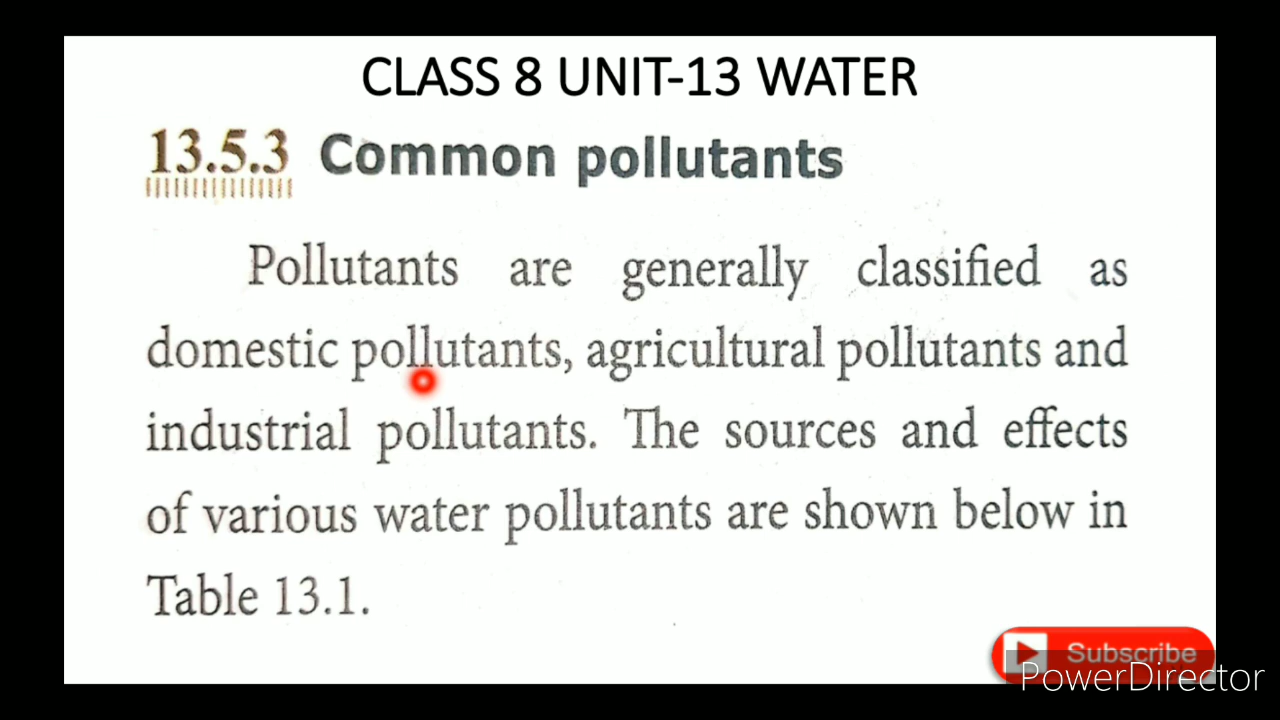 CLASS 8 UNIT-13 WATER
13.5.3 Common pollutants
Pollutants are generally classified as
domestic pollutants, agricultural pollutants and
industrial pollutants. The sources and effects
of various water pollutants are shown below in
Table 13.1.
Subscribe
PowerDirector